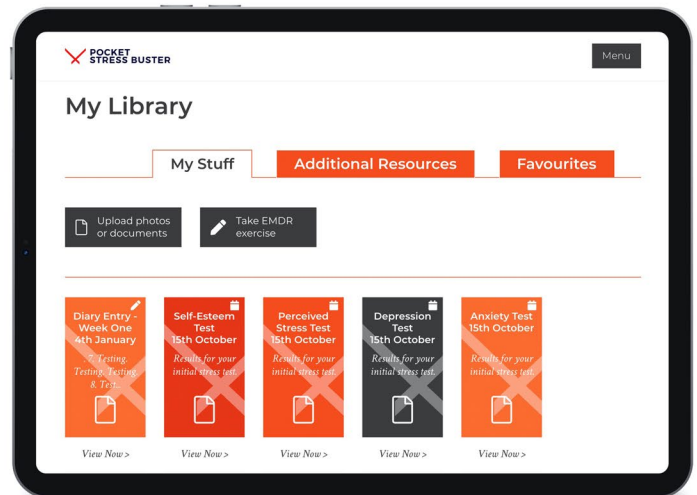 POCKET
STRESS BUSTER
Menu
My Library
My Stuff
Additional Resources
Favourites
Upload photos
or documents
Take EMDR
exercise
Diary Entry -
Week One
4th January
, 7. Testing.
Testing. Testing.
8. Test...
View Now >
Self-Esteem
Test
15th October
Results for your
initial stress test.
View Now >
Perceived
Stress Test
15th October
Results for your
initial stress test.
View Now >
Depression
Test
15th October
Results for your
initial stress test.
View Now >
Anxiety Test
15th October
Results for your
initial stress test.
View Now >